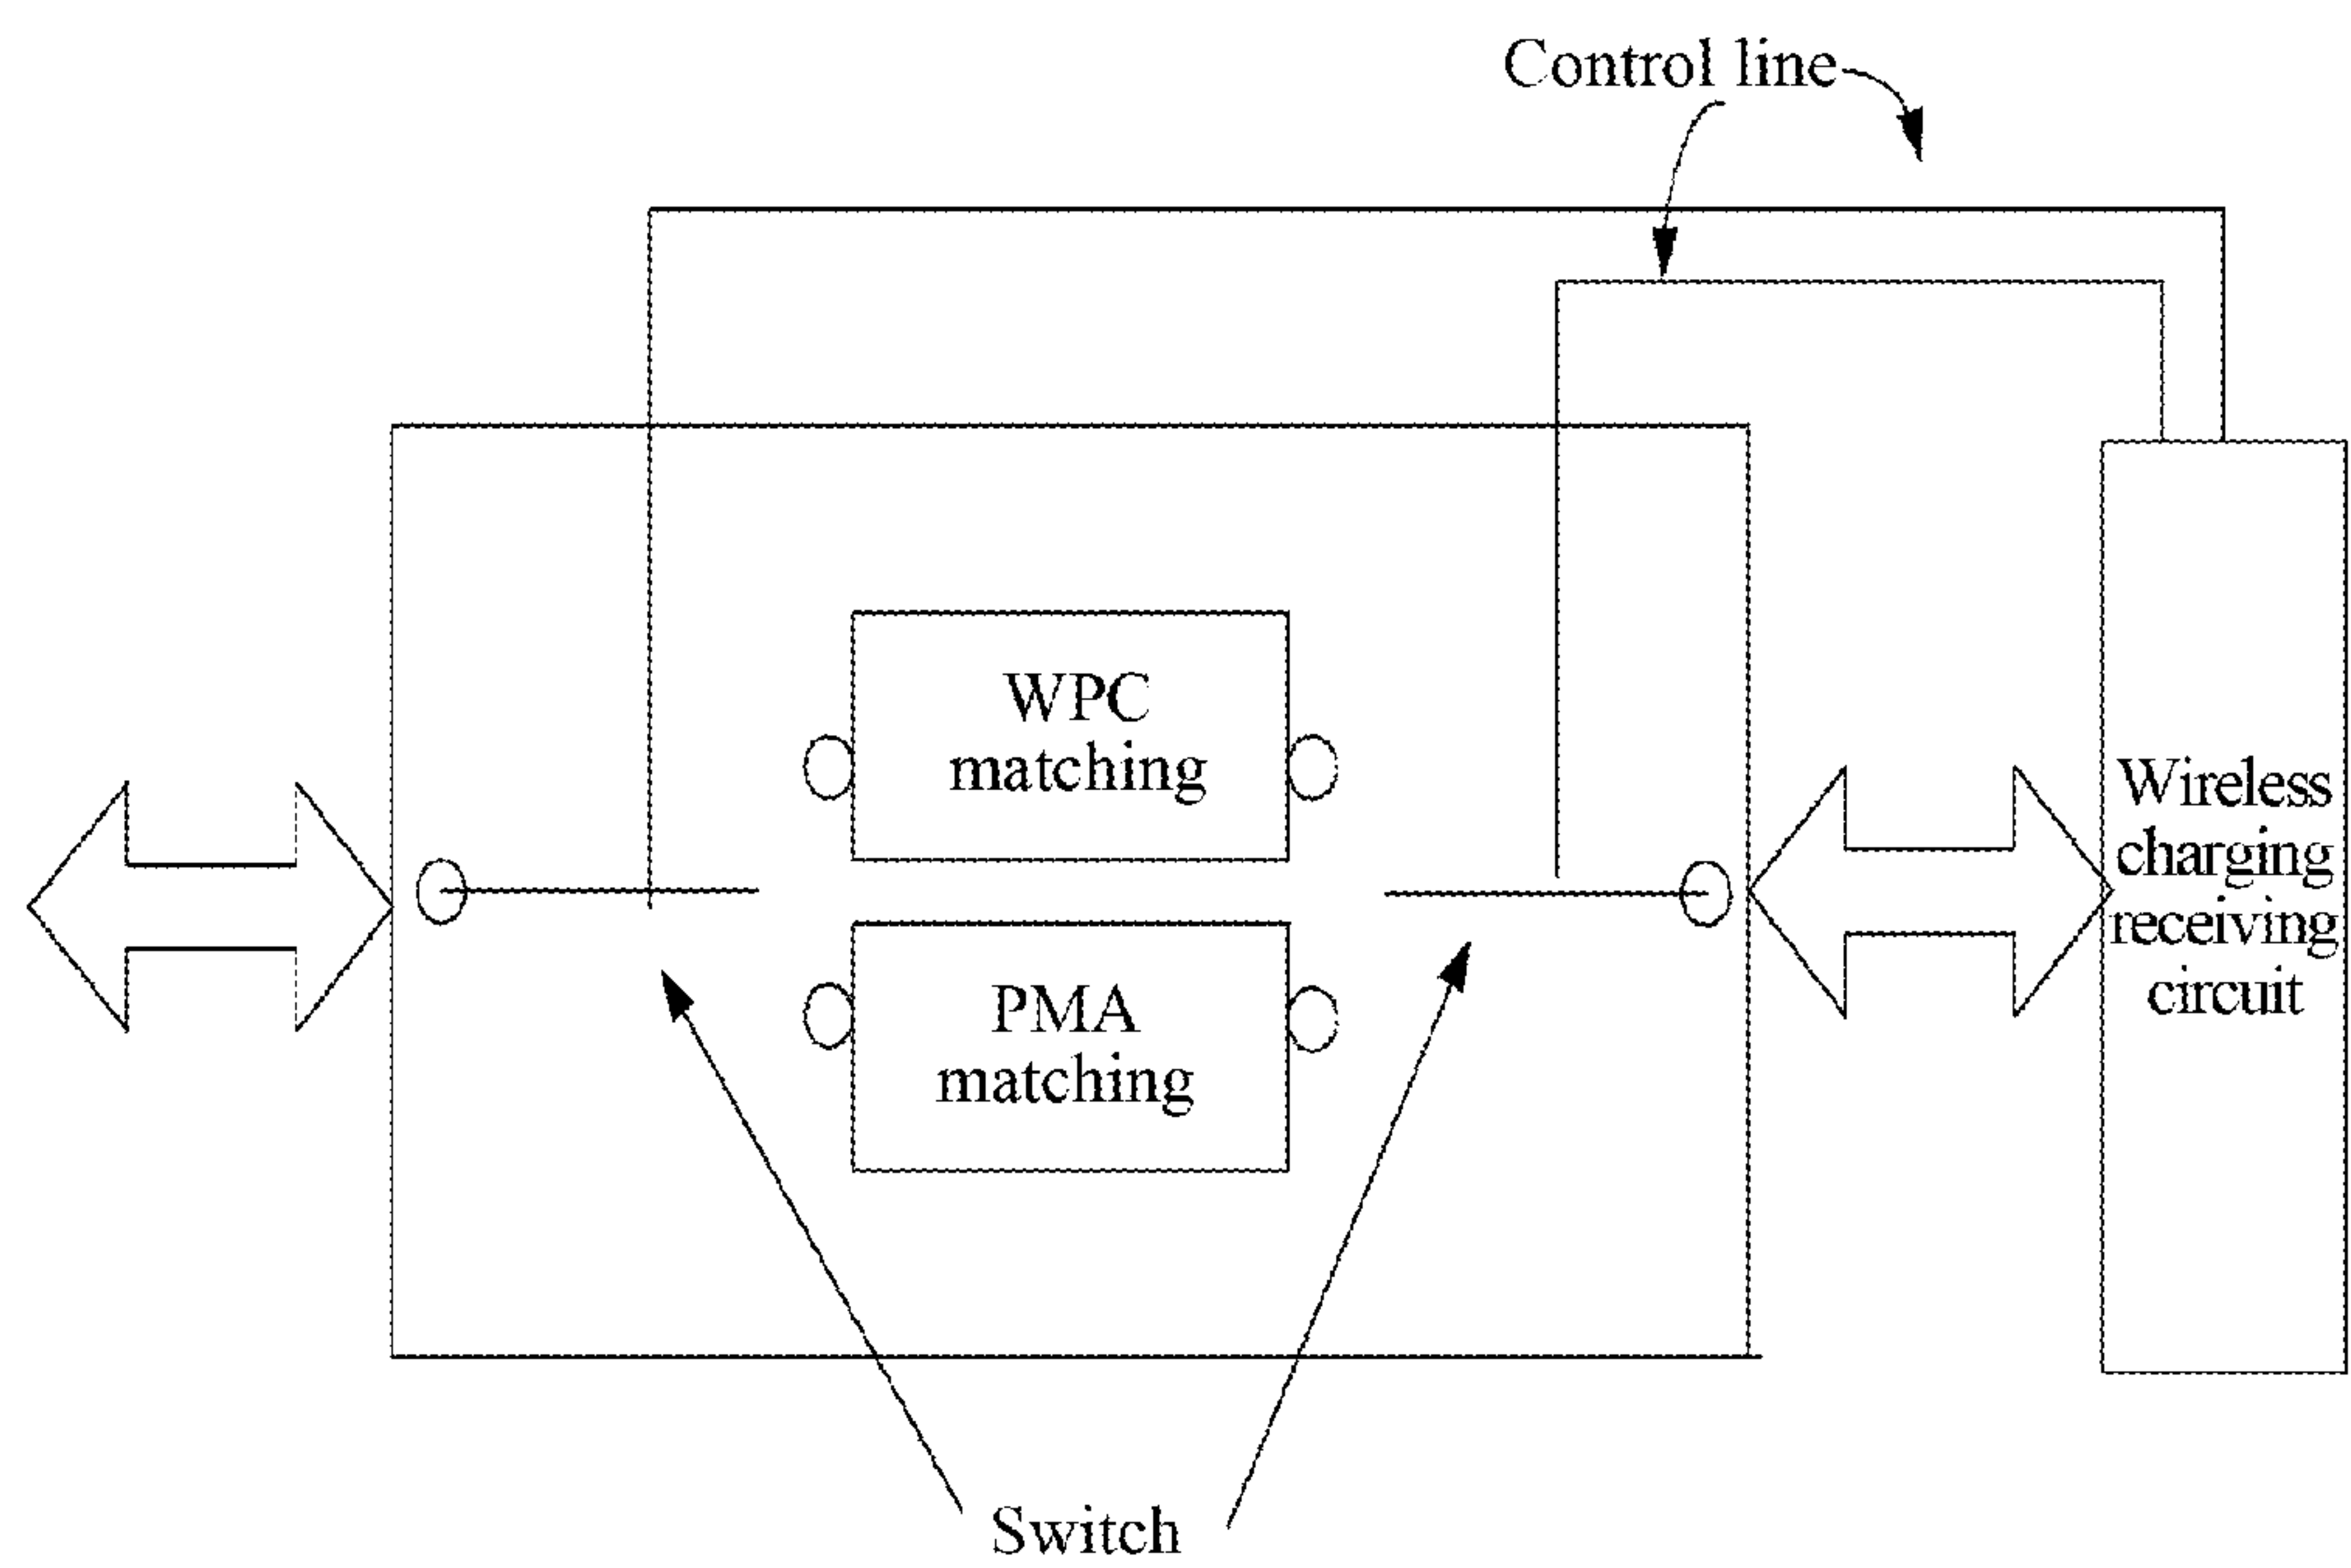 Control line
WPC
matching
PMA
matching
Wireless
charging
receiving
circuit
Switch